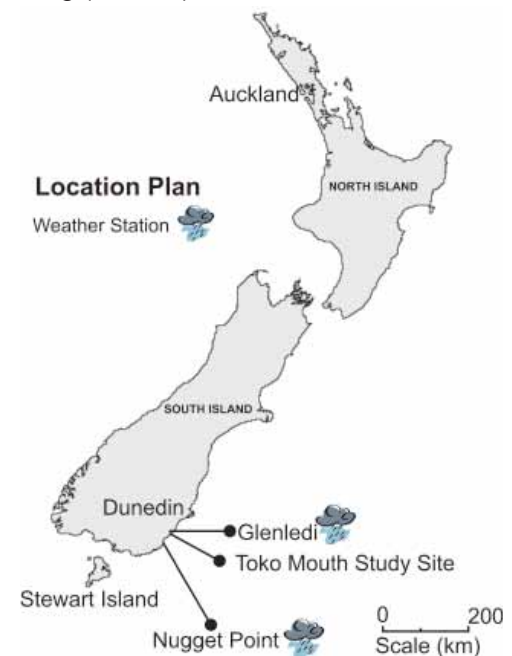 Auckland
NORTH ISLAND
Location Plan
Weather Station
SOUTH ISLAND
Dunedin
Glenledi
Toko Mouth Study Site
Stewart Island
Nugget Point
0 200
Scale (km)